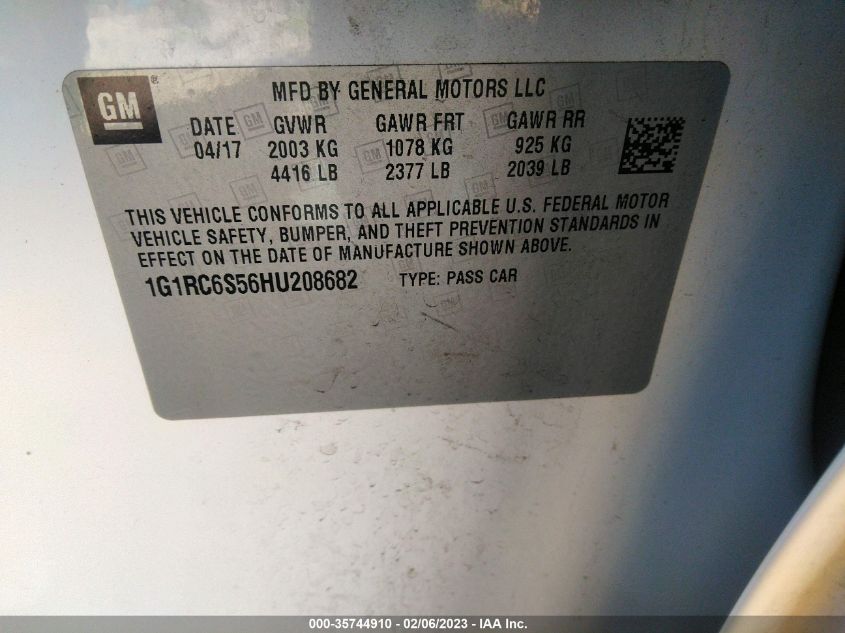 GM ®
MFD BY GENERAL MOTORS LLC
DATE GVWR GAWR FRT GAWR RR
04/17 2003 KG 1078 KG 925 KG
4416 LB 2377 LB 2039 LB
THIS VEHICLE CONFORMS TO ALL APPLICABLE U.S. FEDERAL MOTOR
VEHICLE SAFETY, BUMPER, AND THEFT PREVENTION STANDARDS IN
EFFECT ON THE DATE OF MANUFACTURE SHOWN ABOVE.
1G1RC6S56HU208682 TYPE: PASS CAR
000-35744910 - 02/06/2023 - IAA Inc.